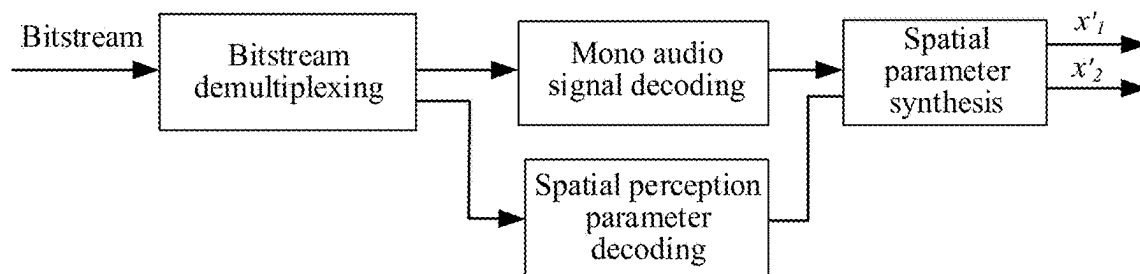 Bitstream
Bitstream
demultiplexing
Mono audio
signal decoding
Spatial
parameter
synthesis
x'1
x'2
Spatial perception
parameter
decoding